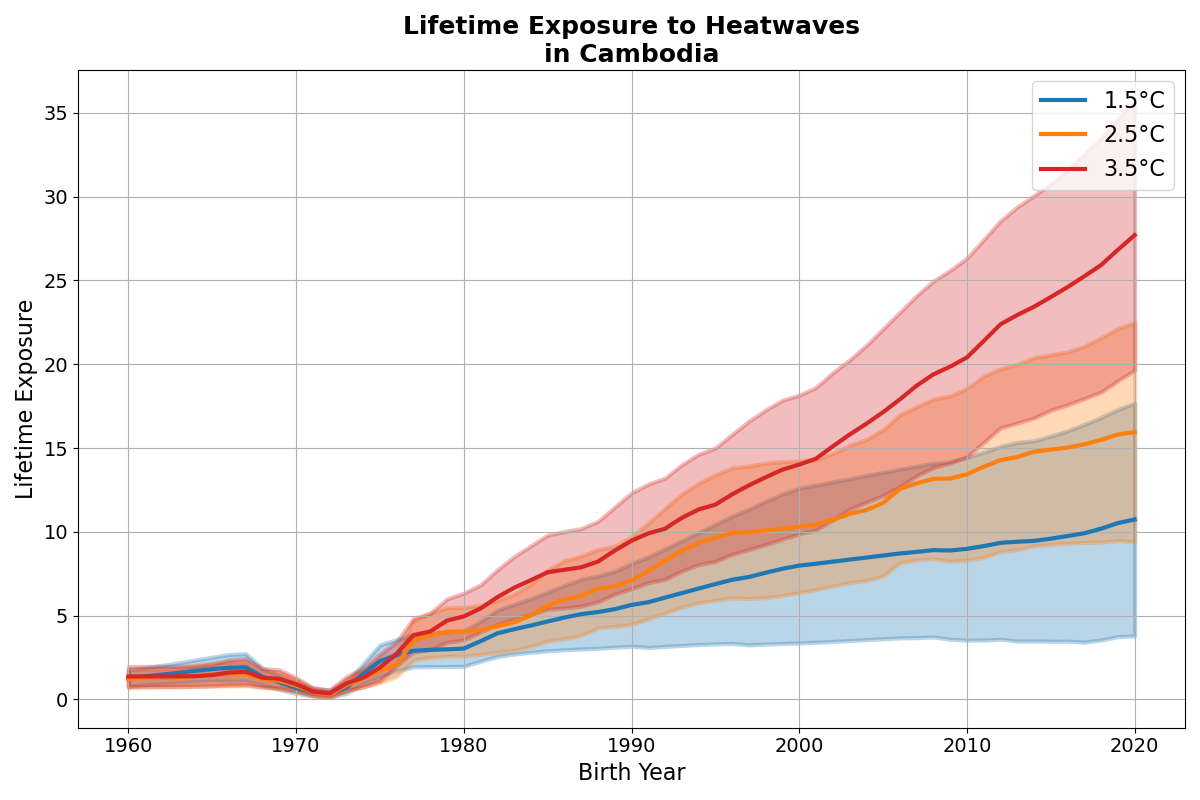 Lifetime Exposure to Heatwaves
in Cambodia
1.5°C
2.5°C
3.5°C
Lifetime Exposure
35
30
25
20
15
10
5
0
1960 1970 1980 1990 2000 2010 2020
Birth Year